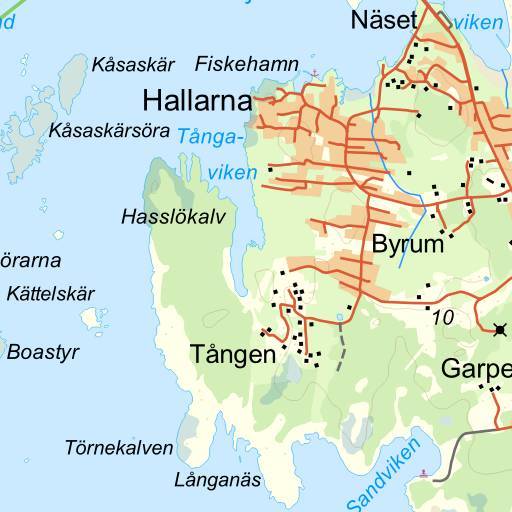 Näset
viken
Kåsaskär
Fiskehamn
Hallarna
Kåsaskärsöra
Tånga-
viken
Hasslökalv
Byrum
örarna
Kättelskär
10
Boastyr
Tången
Garpe
Törnekalven
Långanäs
Sandviken